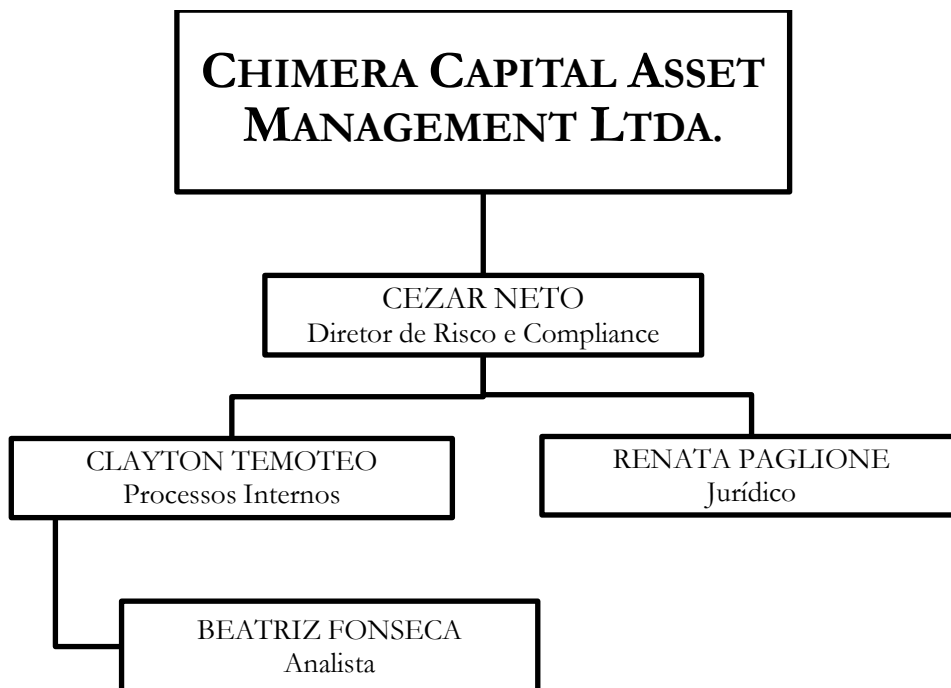 CHIMERA CAPITAL ASSET
MANAGEMENT LTDA.
CEZAR NETO
Diretor de Risco e Compliance
CLAYTON TEMOTEO
Processos Internos
RENATA PAGLIONE
Jurídico
BEATRIZ FONSECA
Analista